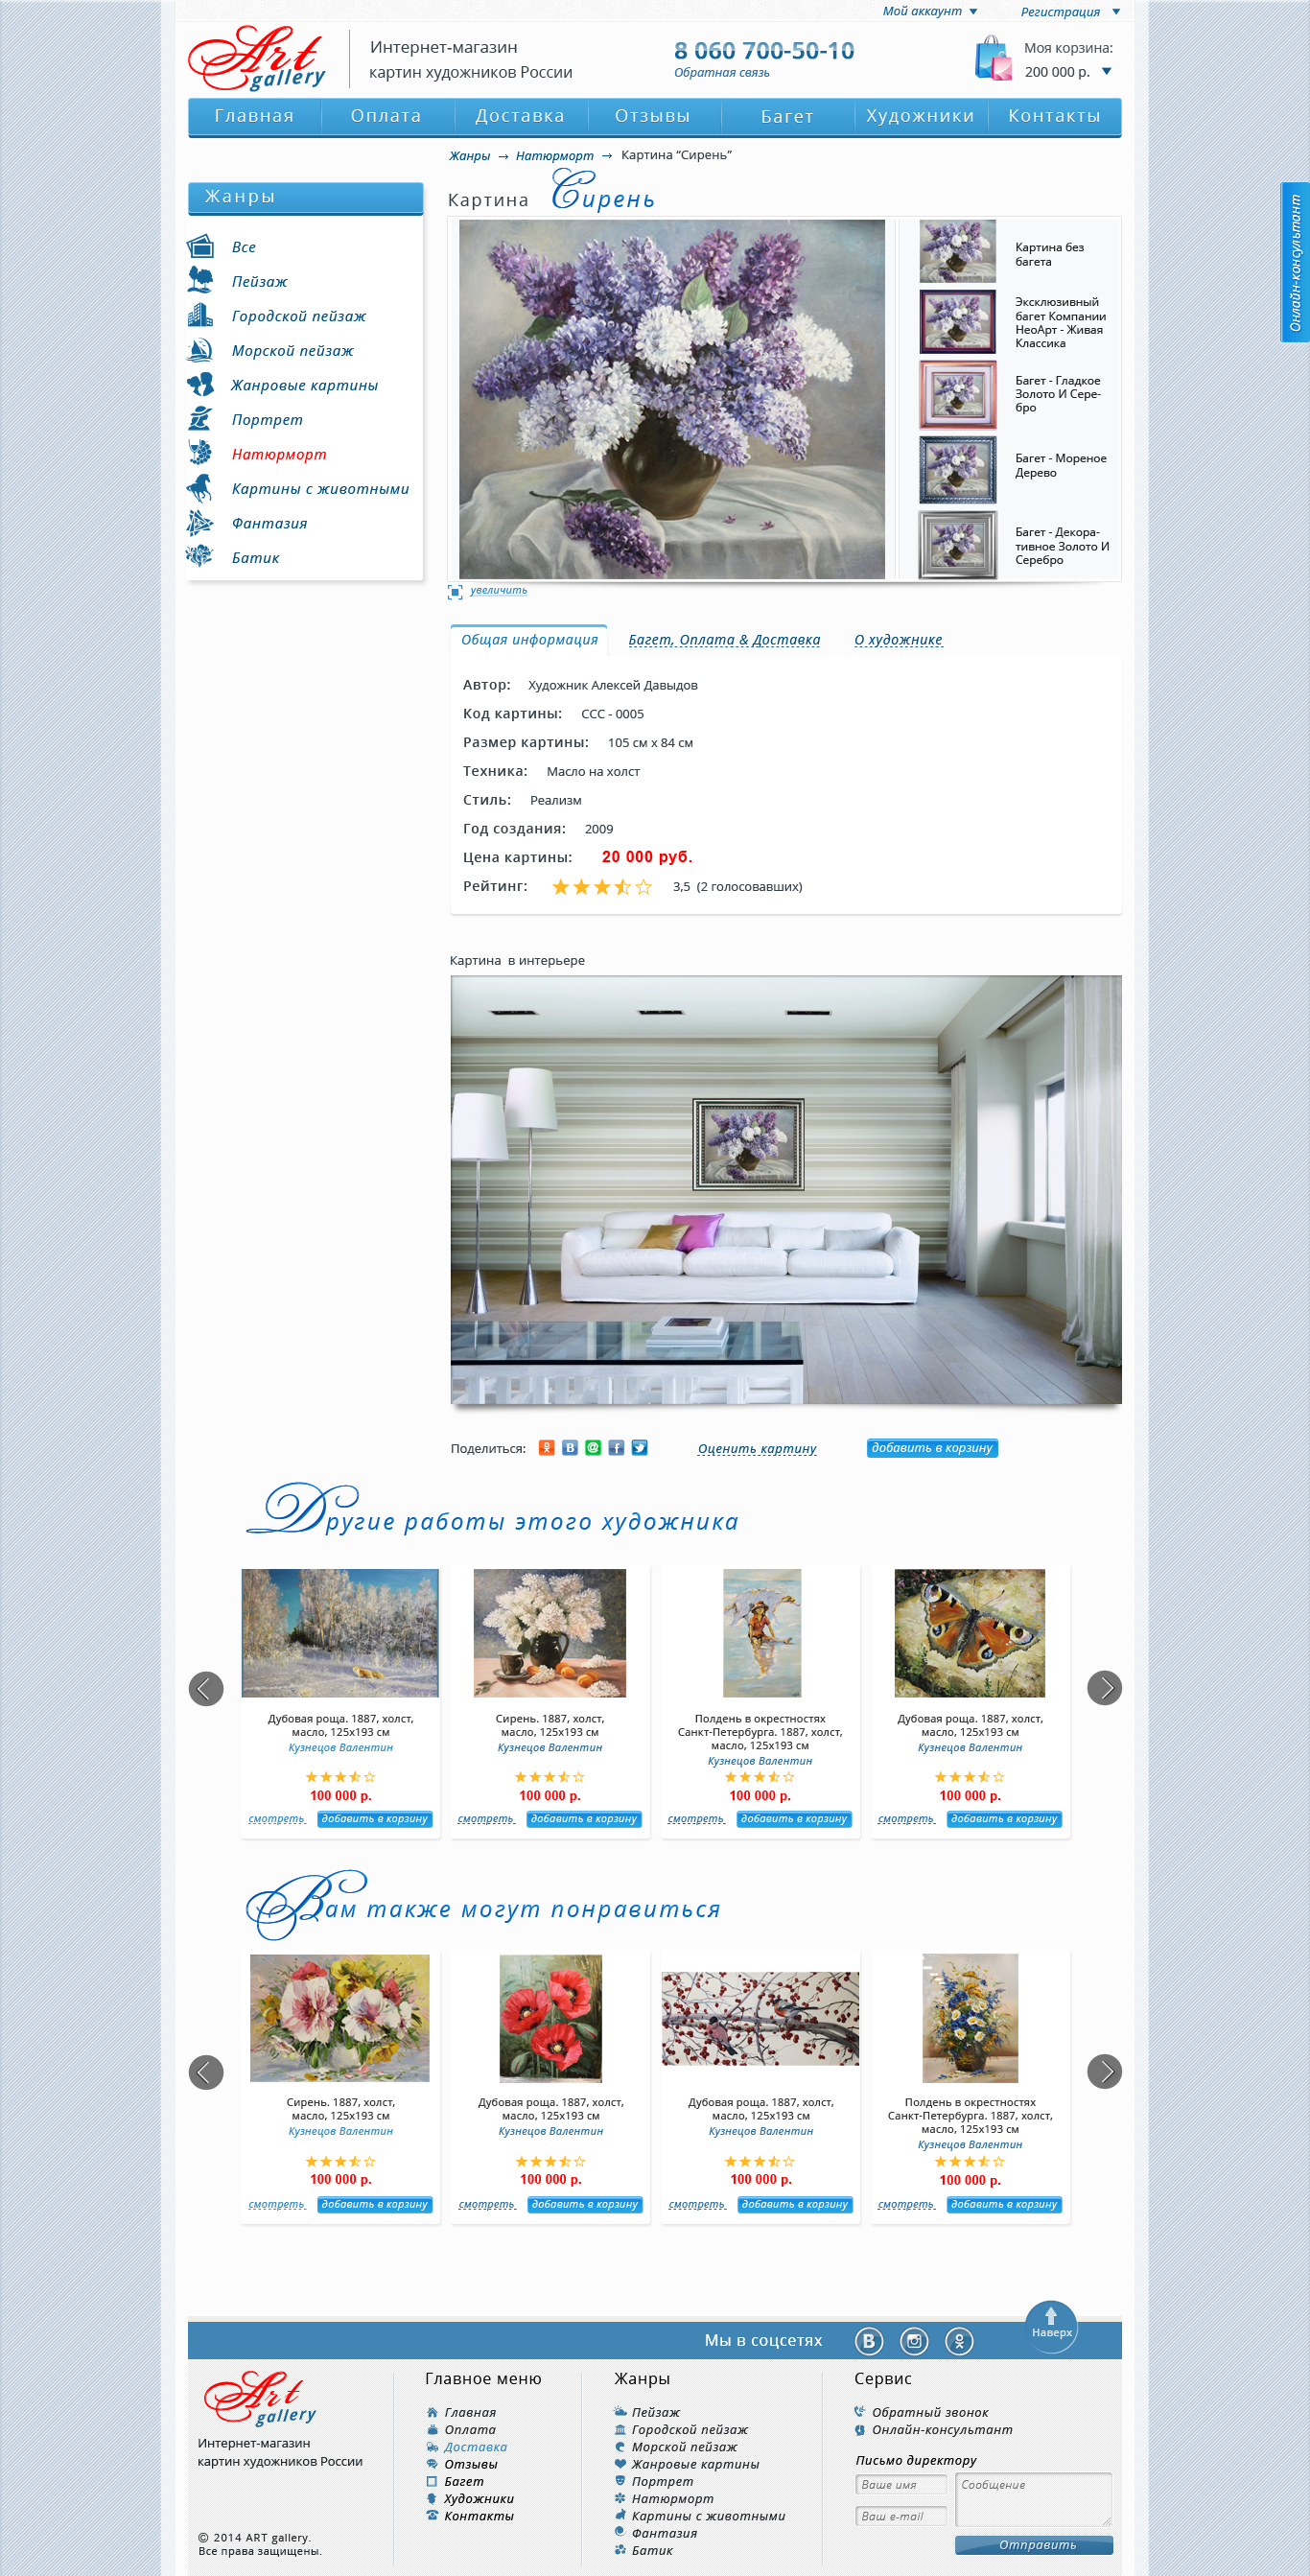 Мой аккаунт
Регистрация
Art
gallery
Интернет-магазин
картин художников России
8 060 700-50-10
Обратная связь
Моя корзина:
200 000 р.
Главная
Оплата
Доставка
Отзывы
Багет
Художники
Контакты
Жанры → Натюрморт → Картина “Сирень”
Жанры
Все
Пейзаж
Городской пейзаж
Морской пейзаж
Жанровые картины
Портрет
Натюрморт
Картины с животными
Фантазия
Батик
Картина Сирень
Картина без
багета
Эксклюзивный
багет Компании
НеоАрт - Живая
Классика
Багет - Гладкое
Золото И Сере-
бро
Багет - Мореное
Дерево
Багет - Декора-
тивное Золото И
Серебро
Онлайн-консультант
увеличить
Общая информация
Багет, Оплата & Доставка
О художнике
Автор: Художник Алексей Давыдов
Код картины: ССС - 0005
Размер картины: 105 см x 84 см
Техника: Масло на холст
Стиль: Реализм
Год создания: 2009
Цена картины: 20 000 руб.
Рейтинг: 3,5 (2 голосовавших)
Картина в интерьере
Поделиться:
Оценить картину
добавить в корзину
Другие работы этого художника
Дубовая роща. 1887, холст,
масло, 125x193 см
Кузнецов Валентин
100 000 р.
смотреть
добавить в корзину
Сирень. 1887, холст,
масло, 125x193 см
Кузнецов Валентин
100 000 р.
смотреть
добавить в корзину
Полдень в окрестностях
Санкт-Петербурга. 1887, холст,
масло, 125x193 см
Кузнецов Валентин
100 000 р.
смотреть
добавить в корзину
Дубовая роща. 1887, холст,
масло, 125x193 см
Кузнецов Валентин
100 000 р.
смотреть
добавить в корзину
Вам также могут понравиться
Сирень. 1887, холст,
масло, 125x193 см
Кузнецов Валентин
100 000 р.
смотреть
добавить в корзину
Дубовая роща. 1887, холст,
масло, 125x193 см
Кузнецов Валентин
100 000 р.
смотреть
добавить в корзину
Дубовая роща. 1887, холст,
масло, 125x193 см
Кузнецов Валентин
100 000 р.
смотреть
добавить в корзину
Полдень в окрестностях
Санкт-Петербурга. 1887, холст,
масло, 125x193 см
Кузнецов Валентин
100 000 р.
смотреть
добавить в корзину
Мы в соцсетях
Наверх
Art
gallery
Интернет-магазин
картин художников России
© 2014 ART gallery.
Все права защищены.
Главное меню
Главная
Оплата
Доставка
Отзывы
Багет
Художники
Контакты
Жанры
Пейзаж
Городской пейзаж
Морской пейзаж
Жанровые картины
Портрет
Натюрморт
Картины с животными
Фантазия
Батик
Сервис
Обратный звонок
Онлайн-консультант
Письмо директору
Ваше имя
Ваш e-mail
Сообщение
Отправить